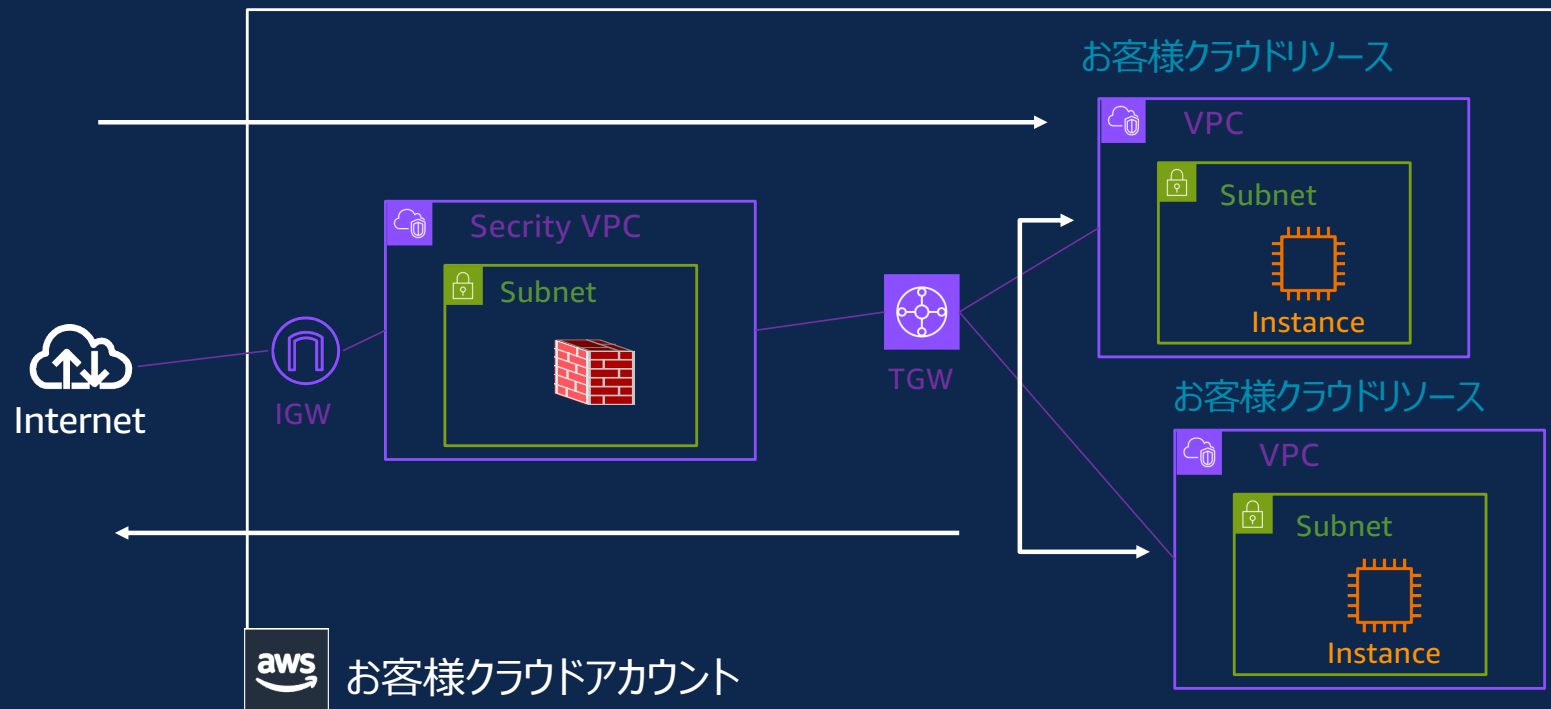 お客様クラウドリソース
VPC
Subnet
Instance
Secrity VPC
Subnet
Internet
IGW
TGW
お客様クラウドリソース
VPC
Subnet
Instance
aws
お客様クラウドアカウント